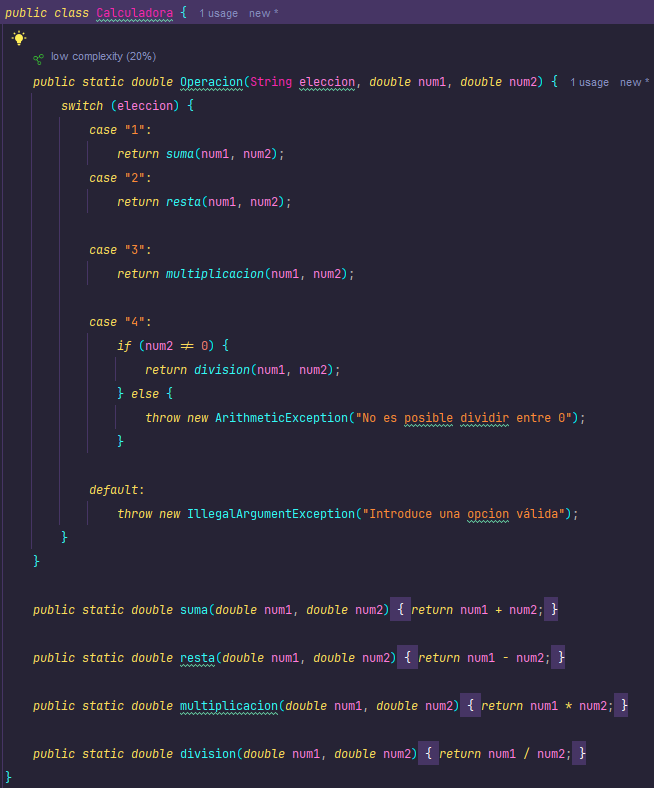 public class Calculadora { 1 usage new *
low complexity (20%)
public static double Operacion(String eleccion, double num1, double num2) { 1 usage new *
switch (eleccion) {
case "1":
return suma(num1, num2);
case "2":
return resta(num1, num2);
case "3":
return multiplicacion(num1, num2);
case "4":
if (num2 ≠ 0) {
return division(num1, num2);
} else {
throw new ArithmeticException("No es posible dividir entre 0");
}
default:
throw new IllegalArgumentException("Introduce una opcion válida");
}
}
public static double suma(double num1, double num2) { return num1 + num2; }
public static double resta(double num1, double num2) { return num1 - num2; }
public static double multiplicacion(double num1, double num2) { return num1 * num2; }
public static double division(double num1, double num2) { return num1 / num2; }
}